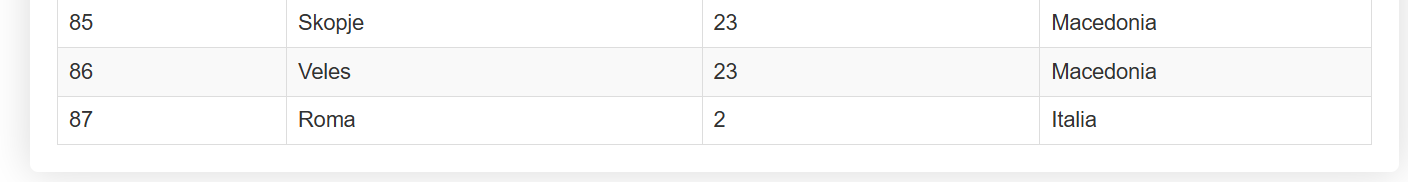 85 Skopje 23 Macedonia
86 Veles 23 Macedonia
87 Roma 2 Italia